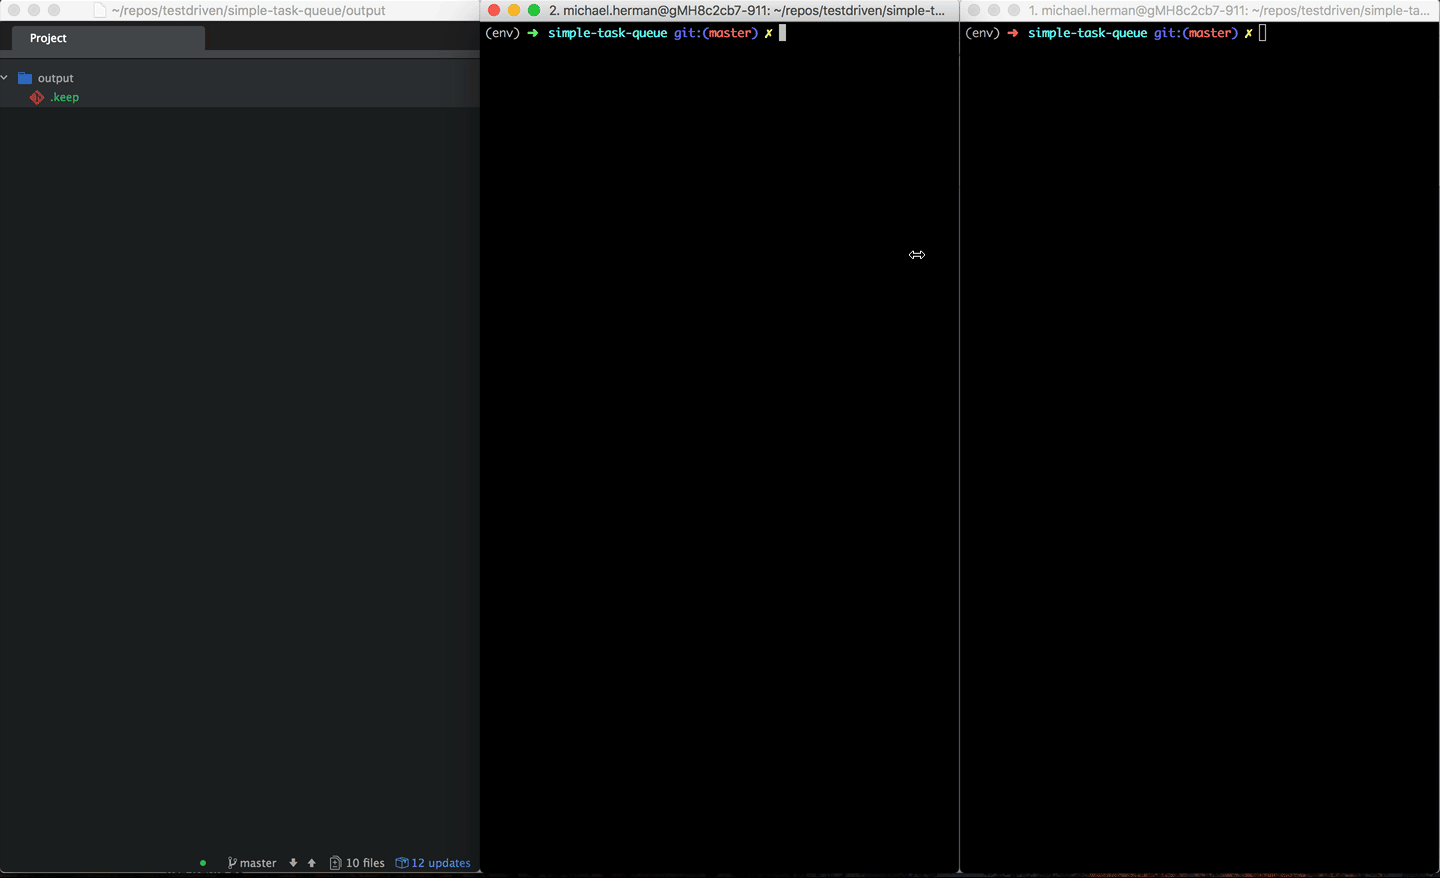 ~/repos/testdriven/simple-task-queue/output
Project
output
.keep
master
10 files
12 updates
2. michael.herman@gMH8c2cb7-911: ~/repos/testdriven/simple-t...
(env) ➜ simple-task-queue git:(master) ✗
1. michael.herman@gMH8c2cb7-911: ~/repos/testdriven/simple-ta...
(env) ➜ simple-task-queue git:(master) ✗